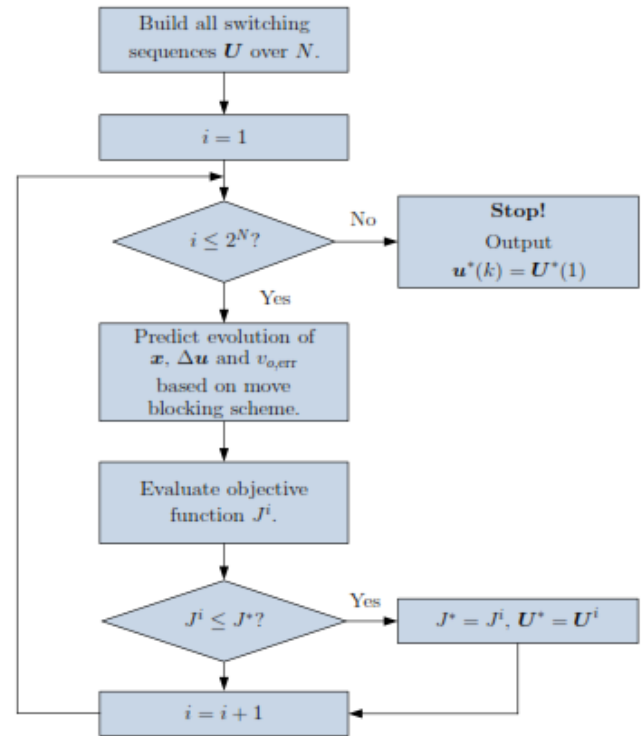 Build all switching
sequences U over N.
i = 1
i ≤ 2^N?
No
Stop!
Output
u*(k) = U*(1)
Yes
Predict evolution of
x, Δu and v_{o,err}
based on move
blocking scheme.
Evaluate objective
function J^i.
J^i ≤ J*?
Yes
J* = J^i, U* = U^i
i = i + 1